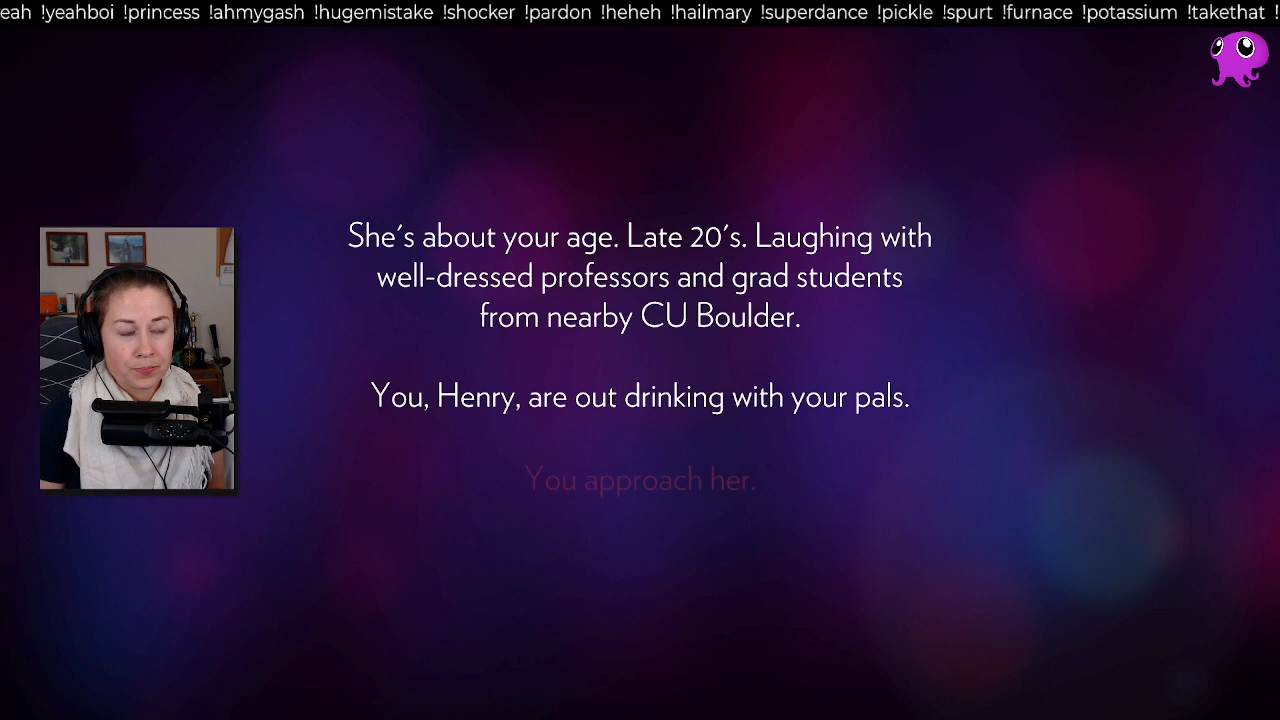 eah !yeahboi !princess !ahmygash !hugemistake !shocker !pardon !heheh !hailmary !superdance !pickle !spurt !furnace !potassium !takethat !
She's about your age. Late 20's. Laughing with
well-dressed professors and grad students
from nearby CU Boulder.
You, Henry, are out drinking with your pals.
You approach her.